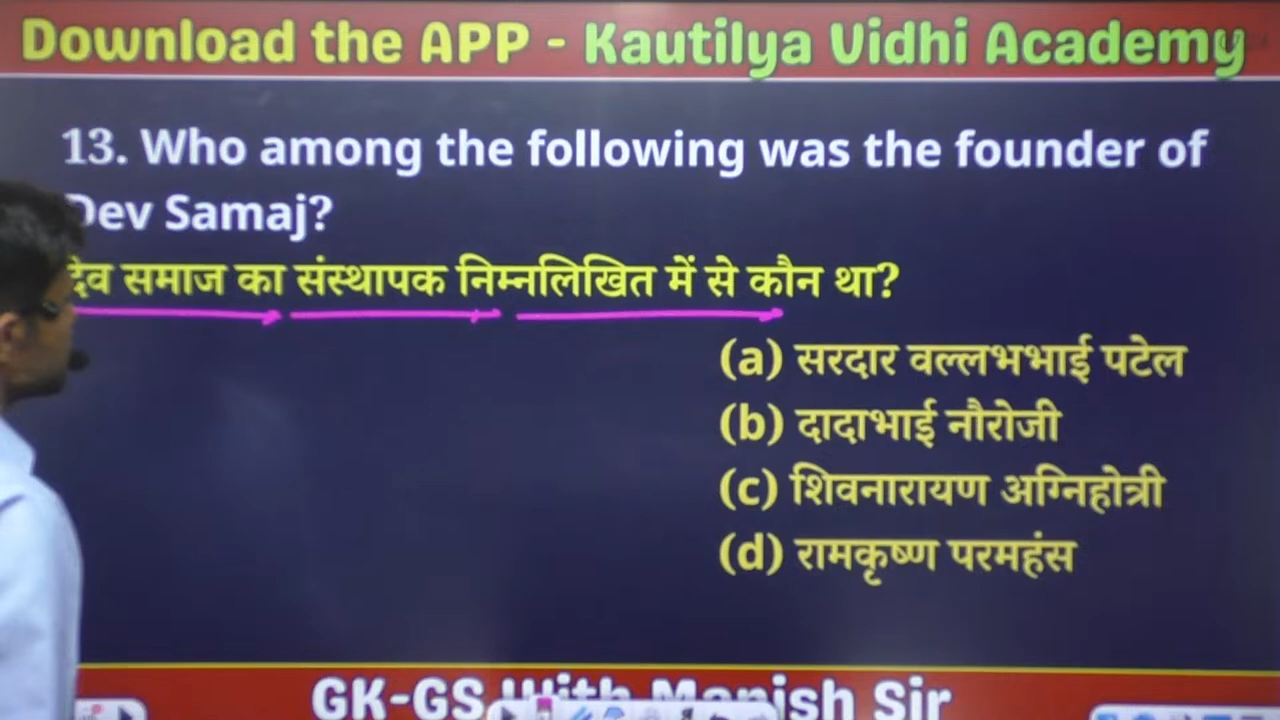 Download the APP - Kautilya Vidhi Academy
13. Who among the following was the founder of
Dev Samaj?
देव समाज का संस्थापक निम्नलिखित में से कौन था?
(a) सरदार वल्लभभाई पटेल
(b) दादाभाई नौरोजी
(c) शिवनारायण अग्निहोत्री
(d) रामकृष्ण परमहंस
GK-GS With Manish Sir